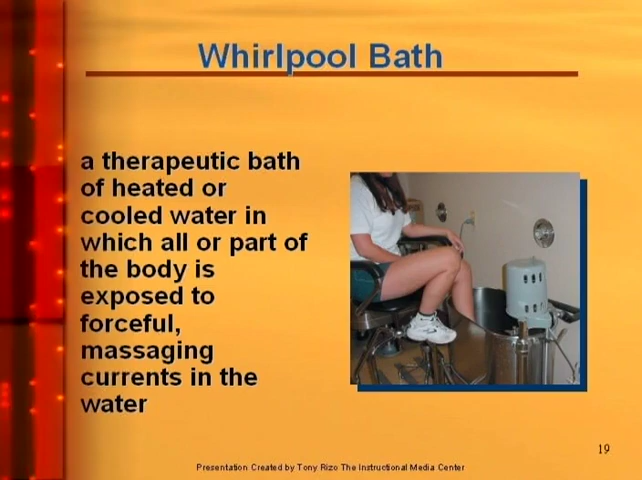 Whirlpool Bath
a therapeutic bath
of heated or
cooled water in
which all or part of
the body is
exposed to
forceful,
massaging
currents in the
water
19
Presentation Created by Tony Rizo The Instructional Media Center